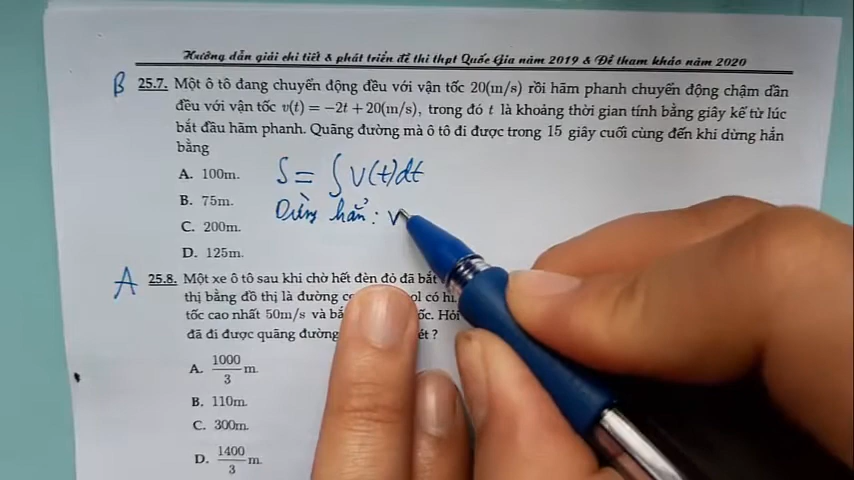 Hướng dẫn giải chi tiết & phát triển đề thi thpt Quốc Gia năm 2019 & Đề tham khảo năm 2020
B 25.7. Một ô tô đang chuyển động đều với vận tốc 20(m/s) rồi hãm phanh chuyển động chậm dần
đều với vận tốc v(t) = −2t + 20(m/s), trong đó t là khoảng thời gian tính bằng giây kể từ lúc
bắt đầu hãm phanh. Quãng đường mà ô tô đi được trong 15 giây cuối cùng đến khi dừng hẳn
bằng
A. 100m.
S = ∫ v(t)dt
B. 75m.
Dừng hẳn: v
C. 200m.
D. 125m.
A 25.8. Một xe ô tô sau khi chờ hết đèn đỏ đã bắt
thị bằng đồ thị là đường có
tốc cao nhất 50m/s và Hỏi
đã đi được quãng đường ét ?
A. 1000/3 m.
B. 110m.
C. 300m.
D. 1400/3 m.